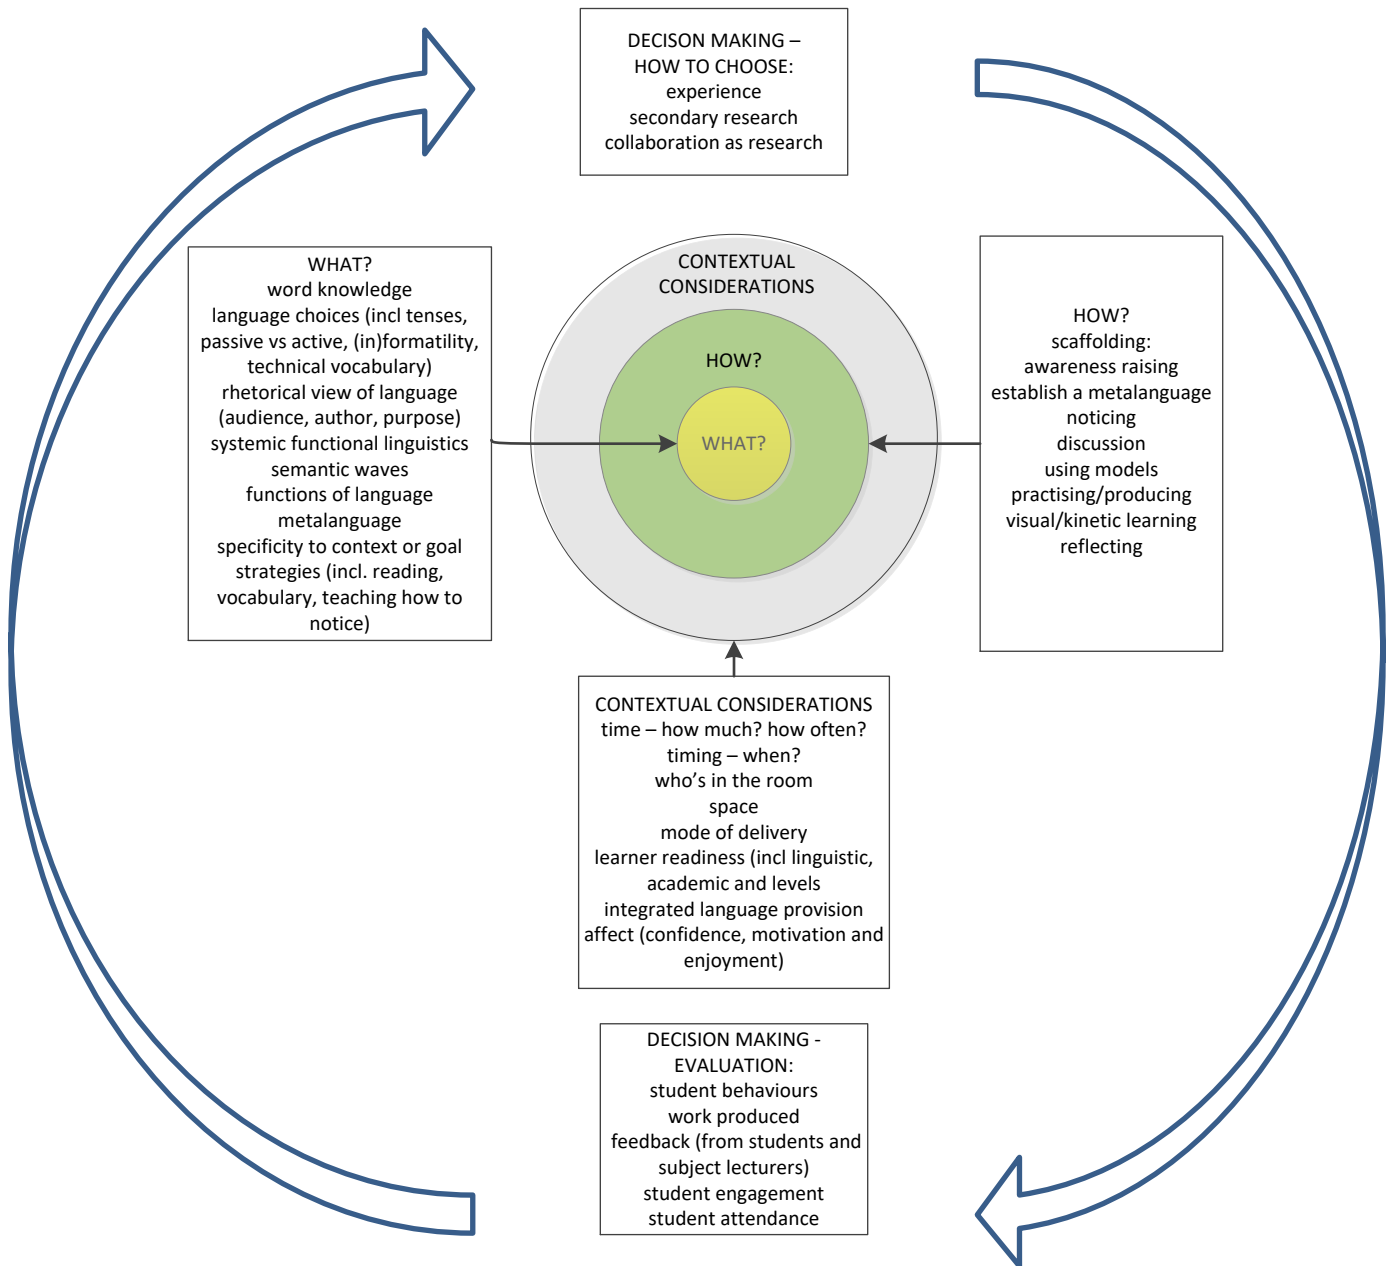 DECISON MAKING –
HOW TO CHOOSE:
experience
secondary research
collaboration as research
WHAT?
word knowledge
language choices (incl tenses,
passive vs active, (in)formatility,
technical vocabulary)
rhetorical view of language
(audience, author, purpose)
systemic functional linguistics
semantic waves
functions of language
metalanguage
specificity to context or goal
strategies (incl. reading,
vocabulary, teaching how to
notice)
CONTEXTUAL
CONSIDERATIONS
HOW?
WHAT?
HOW?
scaffolding:
awareness raising
establish a metalanguage
noticing
discussion
using models
practising/producing
visual/kinetic learning
reflecting
CONTEXTUAL CONSIDERATIONS
time – how much? how often?
timing – when?
who's in the room
space
mode of delivery
learner readiness (incl linguistic,
academic and levels
integrated language provision
affect (confidence, motivation and
enjoyment)
DECISION MAKING -
EVALUATION:
student behaviours
work produced
feedback (from students and
subject lecturers)
student engagement
student attendance